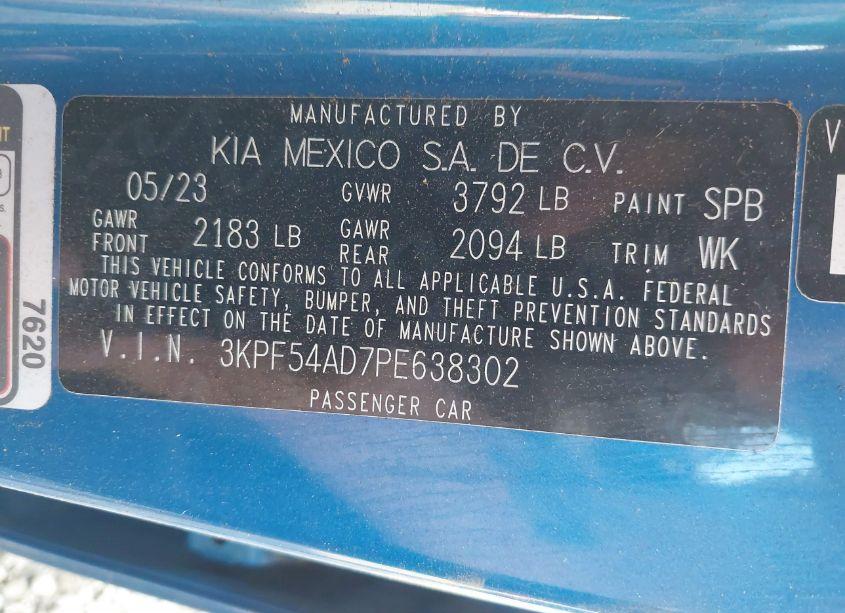 MANUFACTURED BY
KIA MEXICO S.A. DE C.V.
05/23 GVWR 3792 LB PAINT SPB
GAWR FRONT 2183 LB GAWR REAR 2094 LB TRIM WK
THIS VEHICLE CONFORMS TO ALL APPLICABLE U.S.A. FEDERAL
MOTOR VEHICLE SAFETY, BUMPER, AND THEFT PREVENTION STANDARDS
IN EFFECT ON THE DATE OF MANUFACTURE SHOWN ABOVE.
V.I.N. 3KPF54AD7PE638302
PASSENGER CAR
7620
V